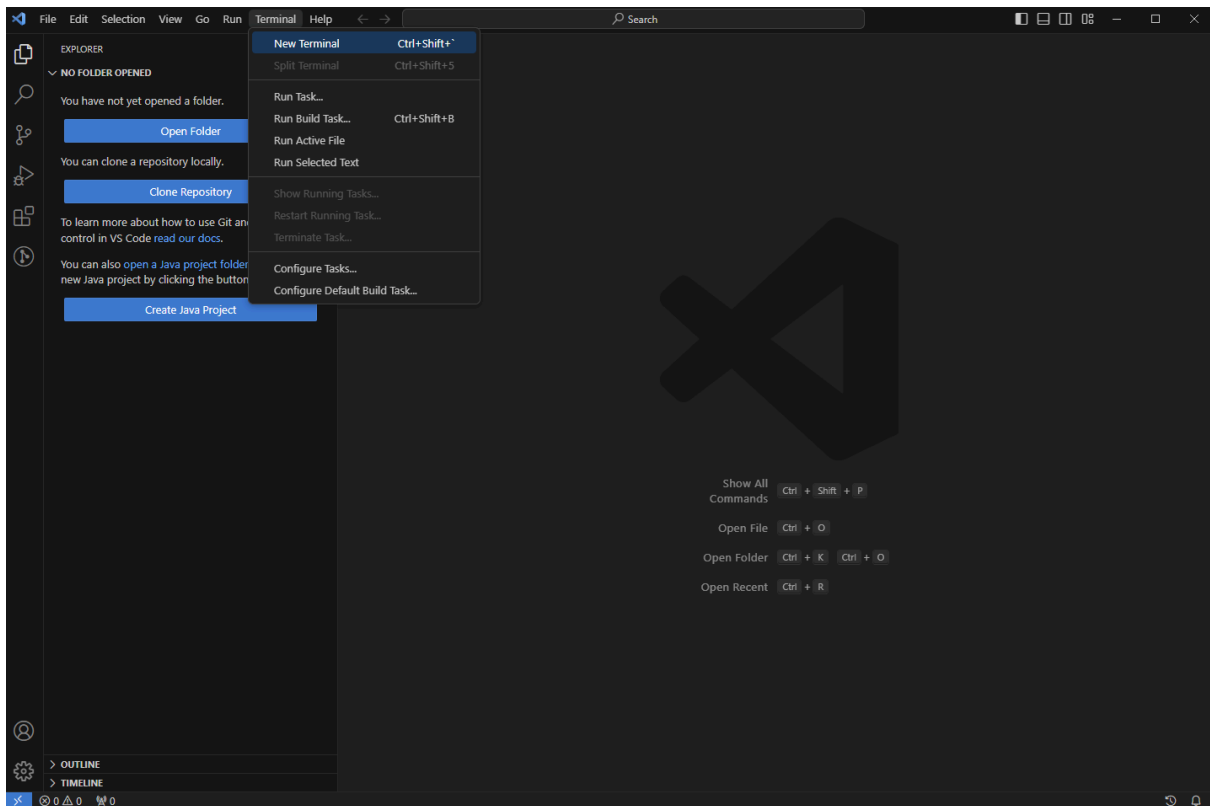 File Edit Selection View Go Run Terminal Help
Search
EXPLORER
NO FOLDER OPENED
You have not yet opened a folder.
Open Folder
You can clone a repository locally.
Clone Repository
To learn more about how to use Git an
control in VS Code read our docs.
You can also open a Java project folder
new Java project by clicking the button
Create Java Project
New Terminal Ctrl+Shift+`
Split Terminal Ctrl+Shift+5
Run Task...
Run Build Task... Ctrl+Shift+B
Run Active File
Run Selected Text
Show Running Tasks...
Restart Running Task...
Terminate Task...
Configure Tasks...
Configure Default Build Task...
Show All
Commands Ctrl + Shift + P
Open File Ctrl + O
Open Folder Ctrl + K Ctrl + O
Open Recent Ctrl + R
OUTLINE
TIMELINE
0 0 0